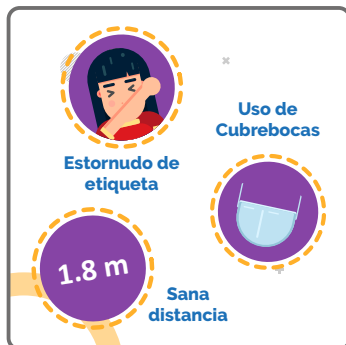 Estornudo de
etiqueta
Uso de
Cubrebocas
1.8 m
Sana
distancia